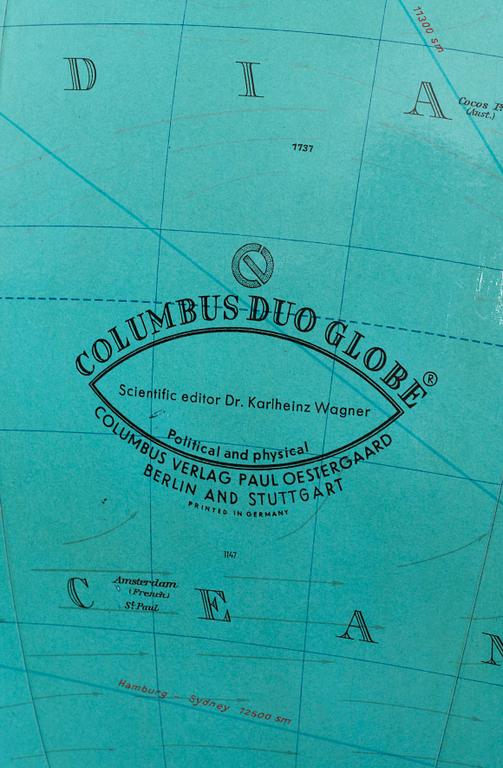 11300 sm
D I A
Cocos
(Aust.)
1737
COLUMBUS DUO GLOBE®
Scientific editor Dr. Karlheinz Wagner
Political and physical
COLUMBUS VERLAG PAUL OESTERGAARD
BERLIN AND STUTTGART
PRINTED IN GERMANY
1147
C E A N
Amsterdam
(French)
St Paul
Hamburg – Sydney 12500 sm